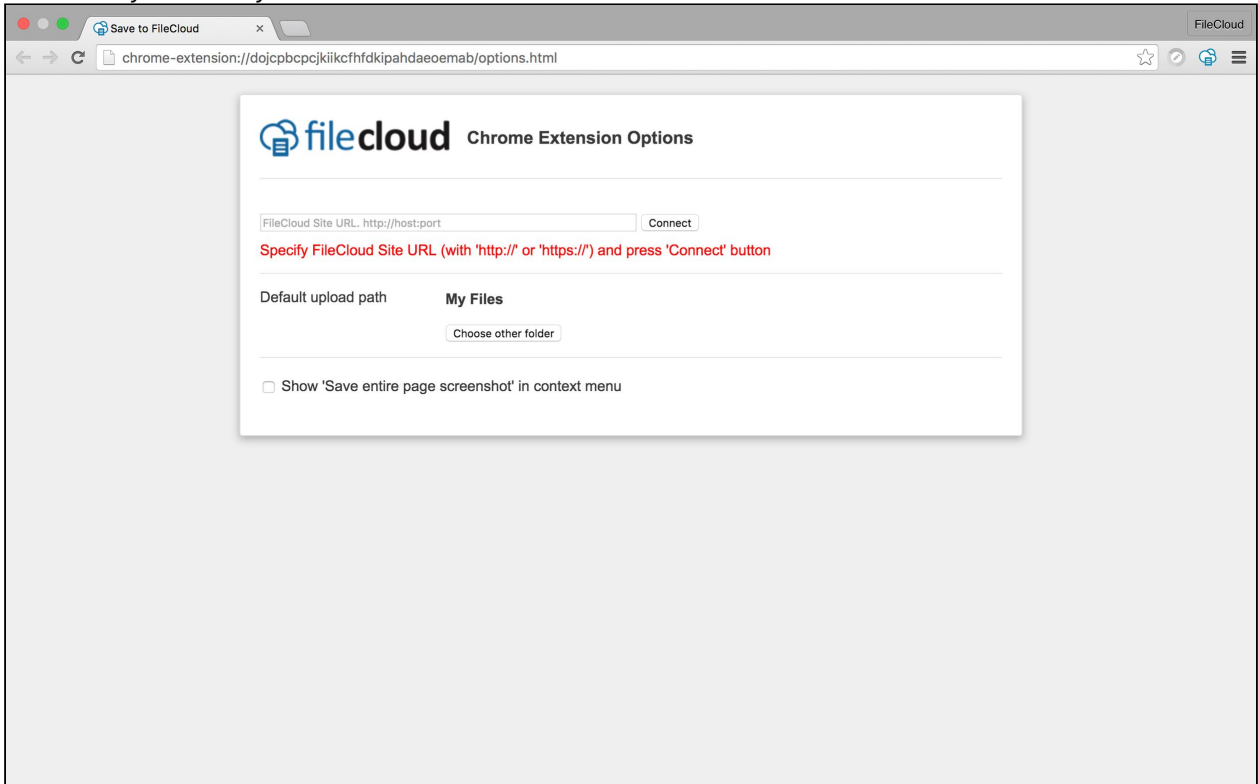 Save to FileCloud
FileCloud
chrome-extension://dojcpbcpcjkiikcfhfdkipahdaeoemab/options.html
filecloud Chrome Extension Options
FileCloud Site URL. http://host:port Connect
Specify FileCloud Site URL (with 'http://' or 'https://') and press 'Connect' button
Default upload path My Files
Choose other folder
Show 'Save entire page screenshot' in context menu